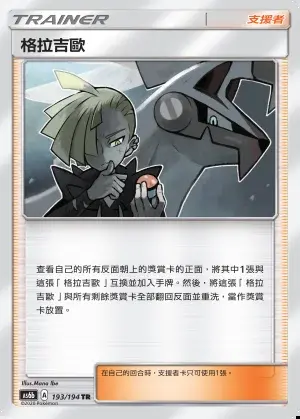 TRAINER
支援者
格拉吉歐
查看自己的所有反面朝上的獎賞卡的正面，將其中1張與
這張「格拉吉歐」互換並加入手牌。然後，將這張「格拉
吉歐」與所有剩餘獎賞卡全部翻回反面並重洗，當作獎賞
卡放置。
Illus.Mana Ibe
AS6b A 193/194 TR
在自己的回合時，支援者卡只可使用1張。